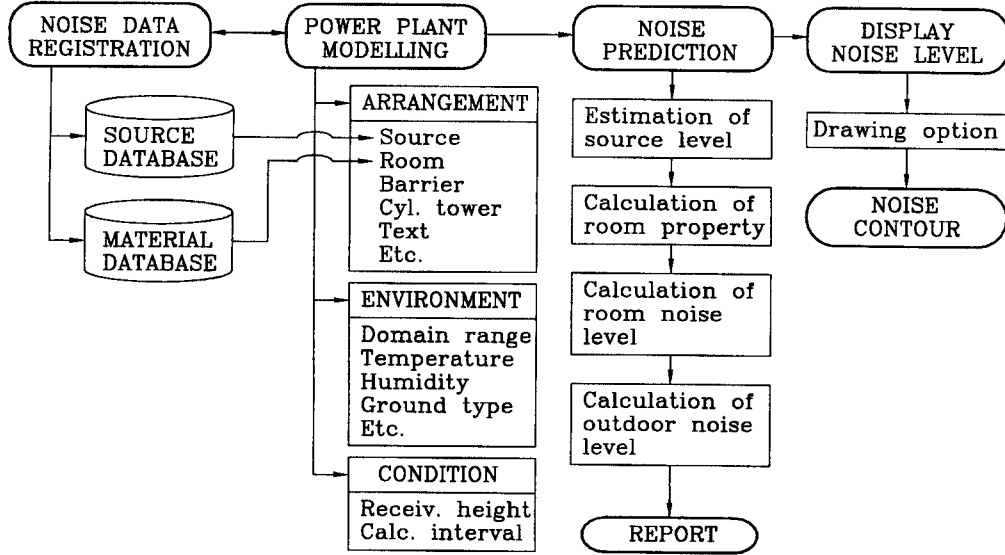 NOISE DATA
REGISTRATION
SOURCE
DATABASE
MATERIAL
DATABASE
POWER PLANT
MODELLING
ARRANGEMENT
Source
Room
Barrier
Cyl. tower
Text
Etc.
ENVIRONMENT
Domain range
Temperature
Humidity
Ground type
Etc.
CONDITION
Receiv. height
Calc. interval
NOISE
PREDICTION
Estimation of
source level
Calculation of
room property
Calculation of
room noise
level
Calculation of
outdoor noise
level
REPORT
DISPLAY
NOISE LEVEL
Drawing option
NOISE
CONTOUR